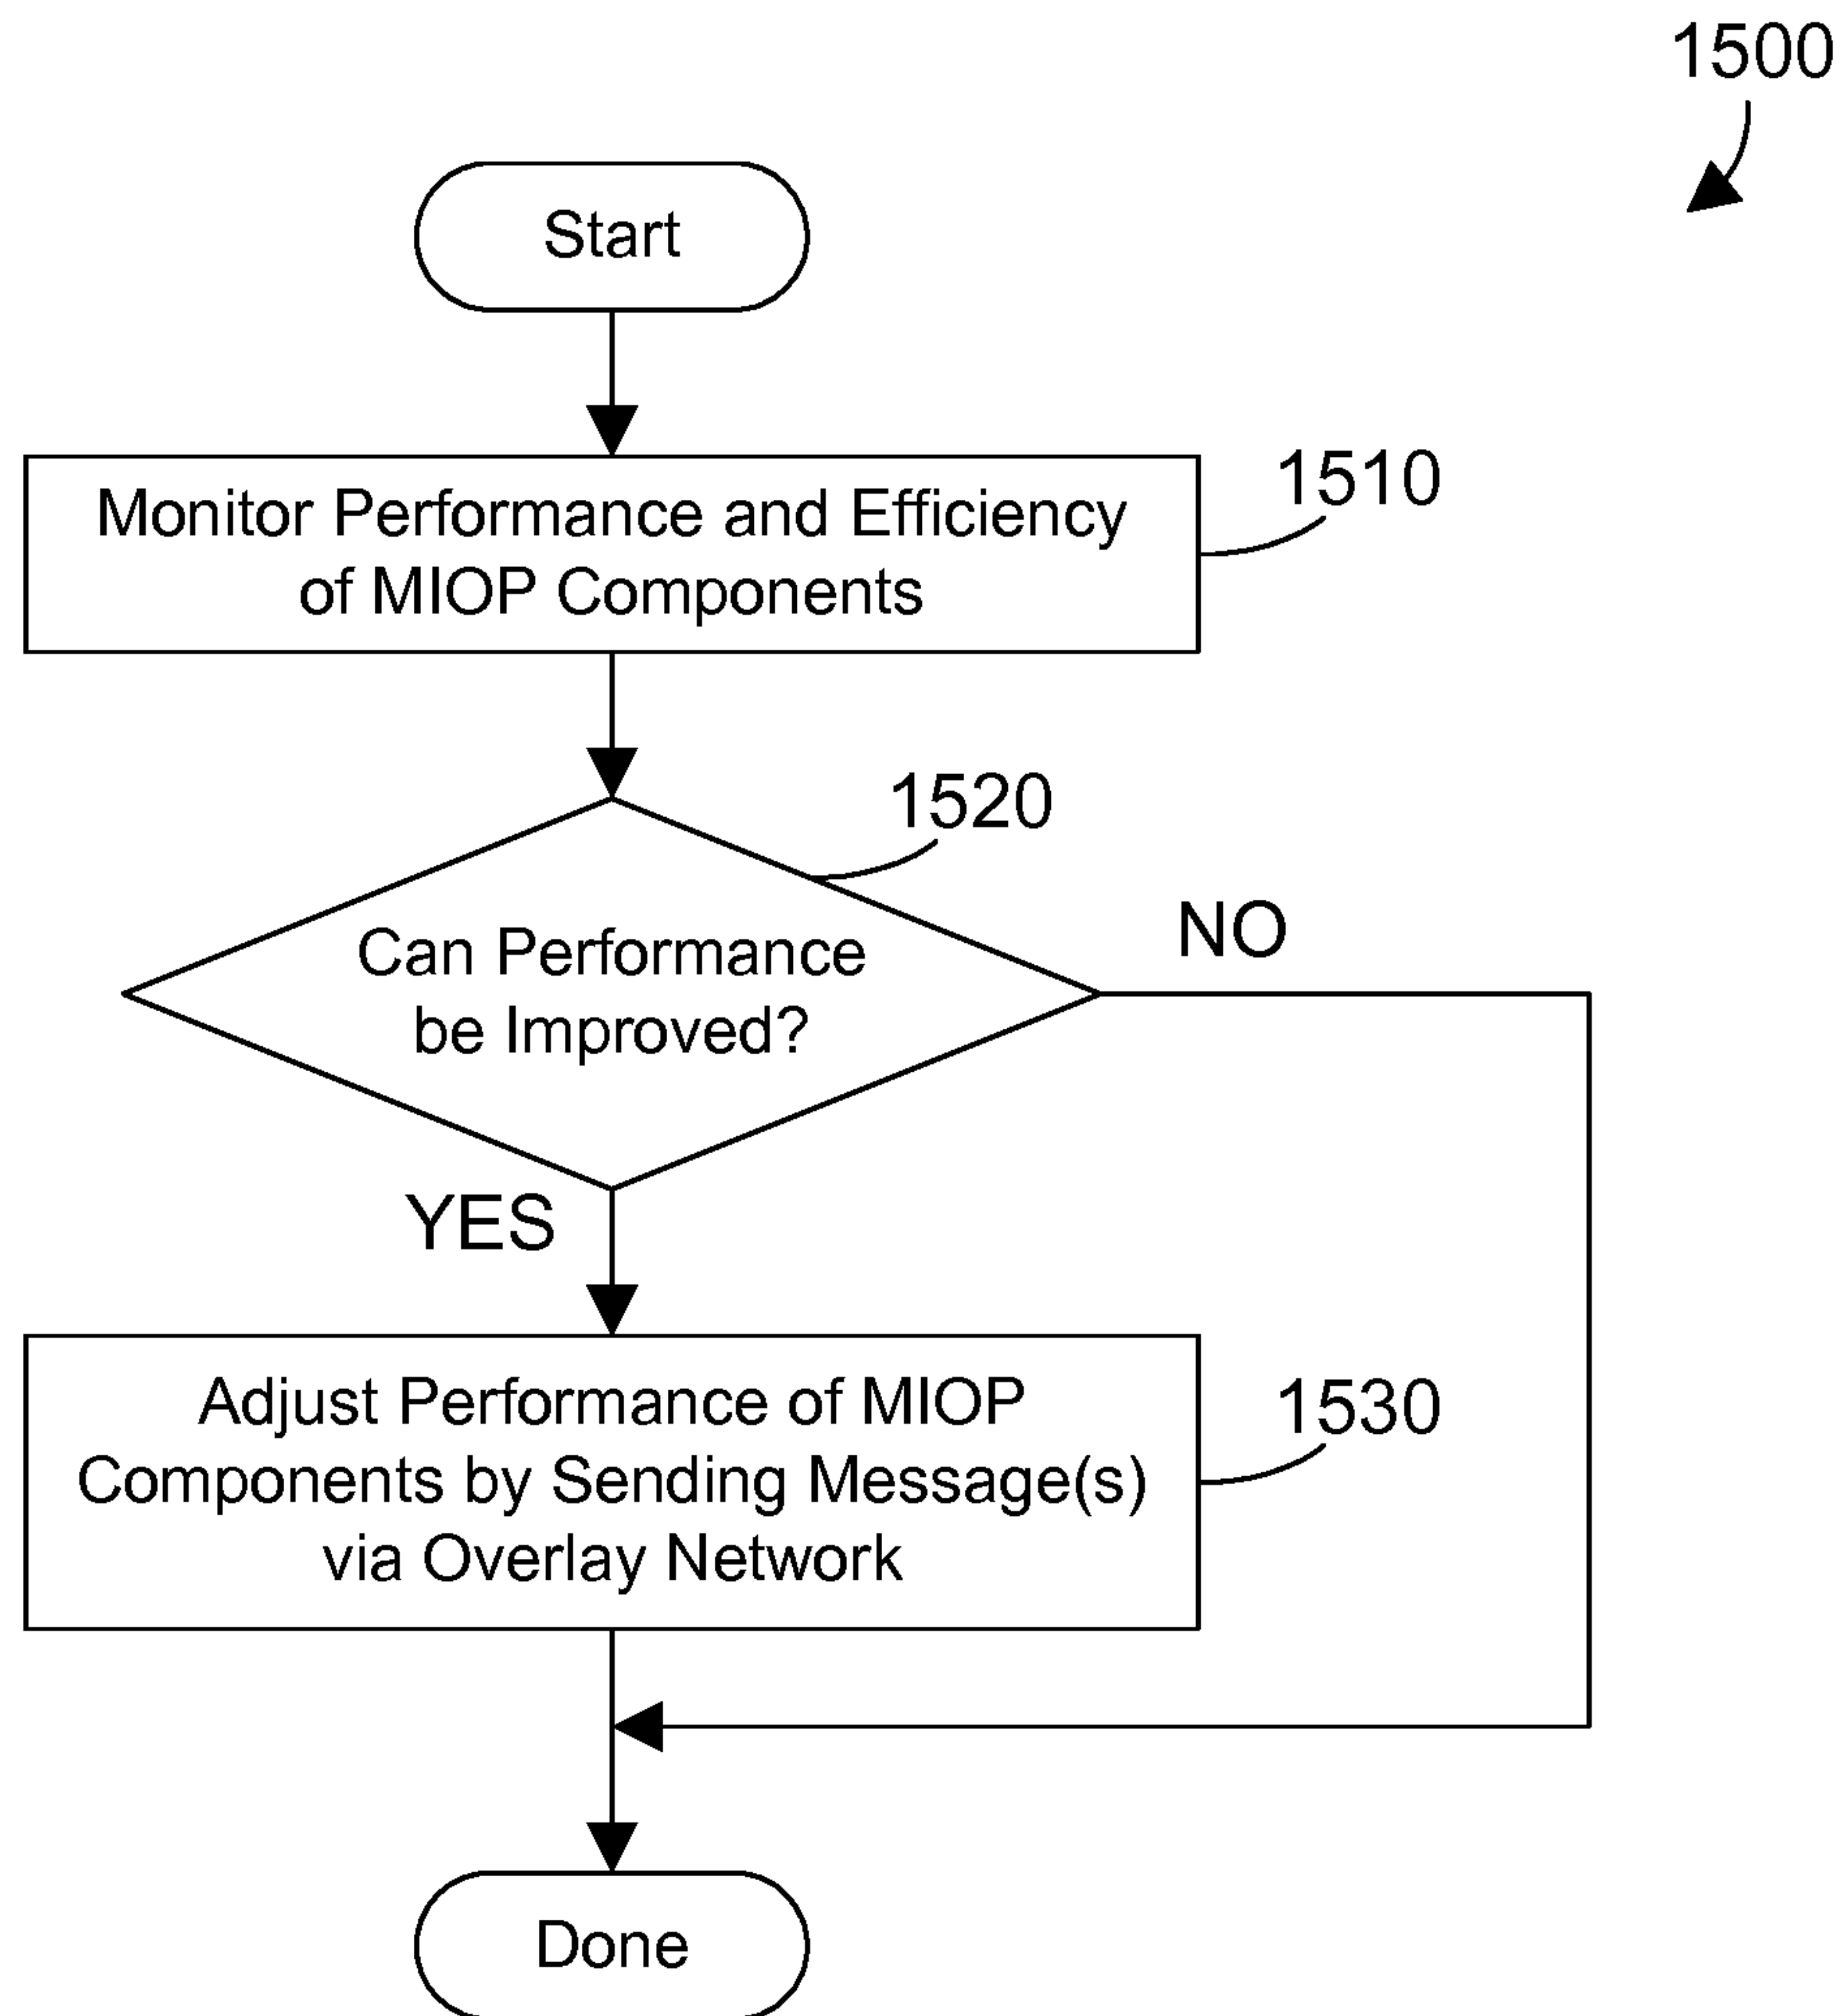 1500
Start
Monitor Performance and Efficiency
of MIOP Components
1510
1520
Can Performance
be Improved?
NO
YES
Adjust Performance of MIOP
Components by Sending Message(s)
via Overlay Network
1530
Done